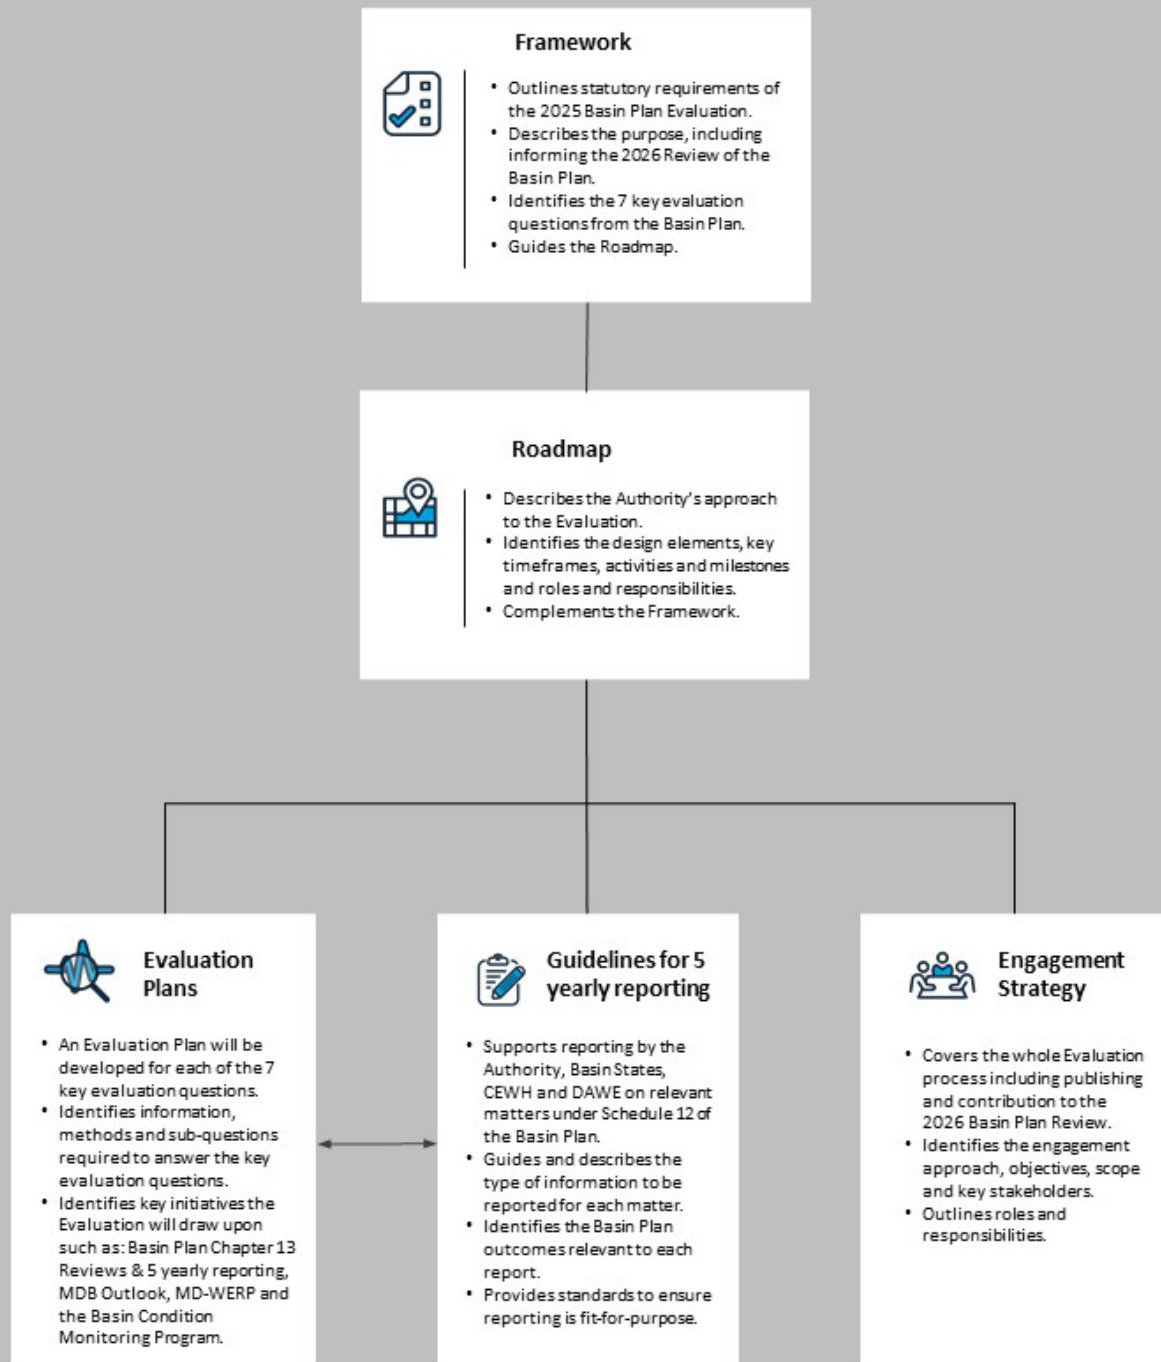 Framework
• Outlines statutory requirements of
the 2025 Basin Plan Evaluation.
• Describes the purpose, including
informing the 2026 Review of the
Basin Plan.
• Identifies the 7 key evaluation
questions from the Basin Plan.
• Guides the Roadmap.
Roadmap
• Describes the Authority's approach
to the Evaluation.
• Identifies the design elements, key
timeframes, activities and milestones
and roles and responsibilities.
• Complements the Framework.
Evaluation
Plans
• An Evaluation Plan will be
developed for each of the 7
key evaluation questions.
• Identifies information,
methods and sub-questions
required to answer the key
evaluation questions.
• Identifies key initiatives the
Evaluation will draw upon
such as: Basin Plan Chapter 13
Reviews & 5 yearly reporting,
MDB Outlook, MD-WERP and
the Basin Condition
Monitoring Program.
Guidelines for 5
yearly reporting
• Supports reporting by the
Authority, Basin States,
CEWH and DAWE on relevant
matters under Schedule 12 of
the Basin Plan.
• Guides and describes the
type of information to be
reported for each matter.
• Identifies the Basin Plan
outcomes relevant to each
report.
• Provides standards to ensure
reporting is fit-for-purpose.
Engagement
Strategy
• Covers the whole Evaluation
process including publishing
and contribution to the
2026 Basin Plan Review.
• Identifies the engagement
approach, objectives, scope
and key stakeholders.
• Outlines roles and
responsibilities.